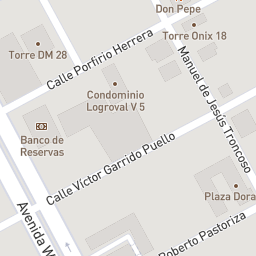 Don Pepe
Torre Onix 18
Torre DM 28
Calle Porfirio Herrera
Condominio
Logroval V 5
Manuel de Jesús Troncoso
Banco de
Reservas
Calle Víctor Garrido Puello
Plaza Dora
Avenida W
Roberto Pastoriza